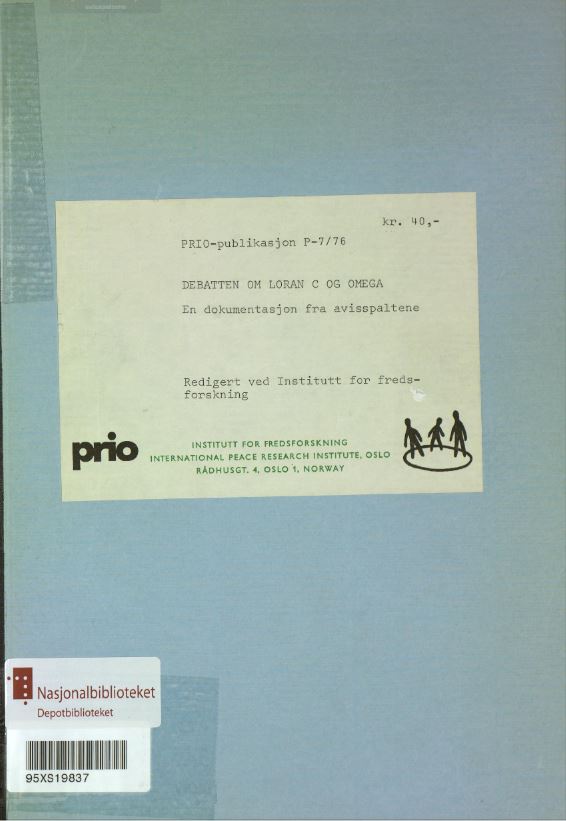 kr. 40,-
PRIO-publikasjon P-7/76
DEBATTEN OM LORAN C OG OMEGA
En dokumentasjon fra avisspaltene
Redigert ved Institutt for freds-
forskning
prio
INSTITUTT FOR FREDSFORSKNING
INTERNATIONAL PEACE RESEARCH INSTITUTE, OSLO
RÅDHUSGT. 4, OSLO 1, NORWAY
Nasjonalbiblioteket
Depotbiblioteket
95XS19837